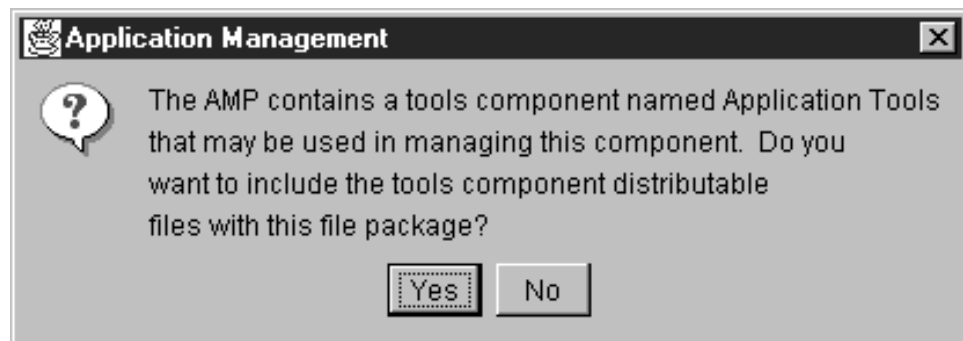 Application Management
The AMP contains a tools component named Application Tools
that may be used in managing this component. Do you
want to include the tools component distributable
files with this file package?
Yes No